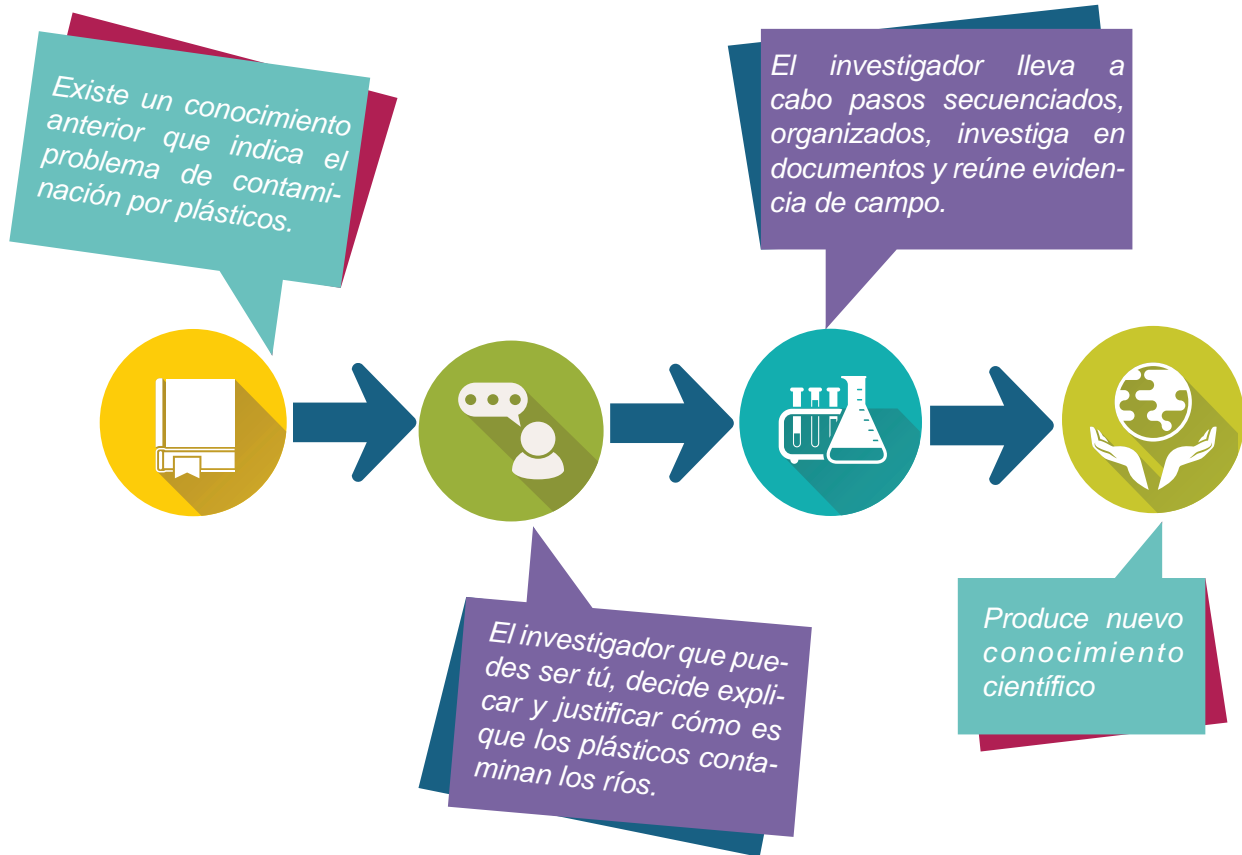 Existe un conocimiento
anterior que indica el
problema de contami-
nación por plásticos.
El investigador que pue-
des ser tú, decide expli-
car y justificar cómo es
que los plásticos conta-
minan los ríos.
El investigador lleva a
cabo pasos secuenciados,
organizados, investiga en
documentos y reúne eviden-
cia de campo.
Produce nuevo
conocimiento
científico